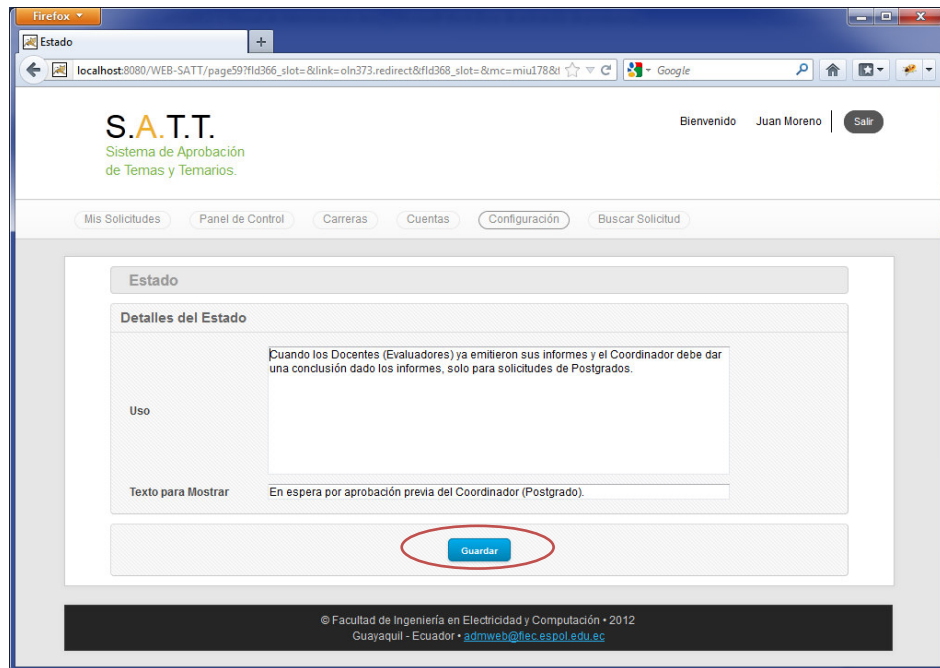 Firefox
Estado
localhost:8080/WEB-SATT/page59?fld366_slot=&link=oln373.redirect&fld368_slot=&mc=miu178&t
Google
S.A.T.T.
Sistema de Aprobación
de Temas y Temarios.
Bienvenido Juan Moreno Salir
Mis Solicitudes Panel de Control Carreras Cuentas Configuración Buscar Solicitud
Estado
Detalles del Estado
Uso
Cuando los Docentes (Evaluadores) ya emitieron sus informes y el Coordinador debe dar
una conclusión dado los informes, solo para solicitudes de Postgrados.
Texto para Mostrar En espera por aprobación previa del Coordinador (Postgrado).
Guardar
© Facultad de Ingeniería en Electricidad y Computación • 2012
Guayaquil - Ecuador • admweb@fiec.espol.edu.ec